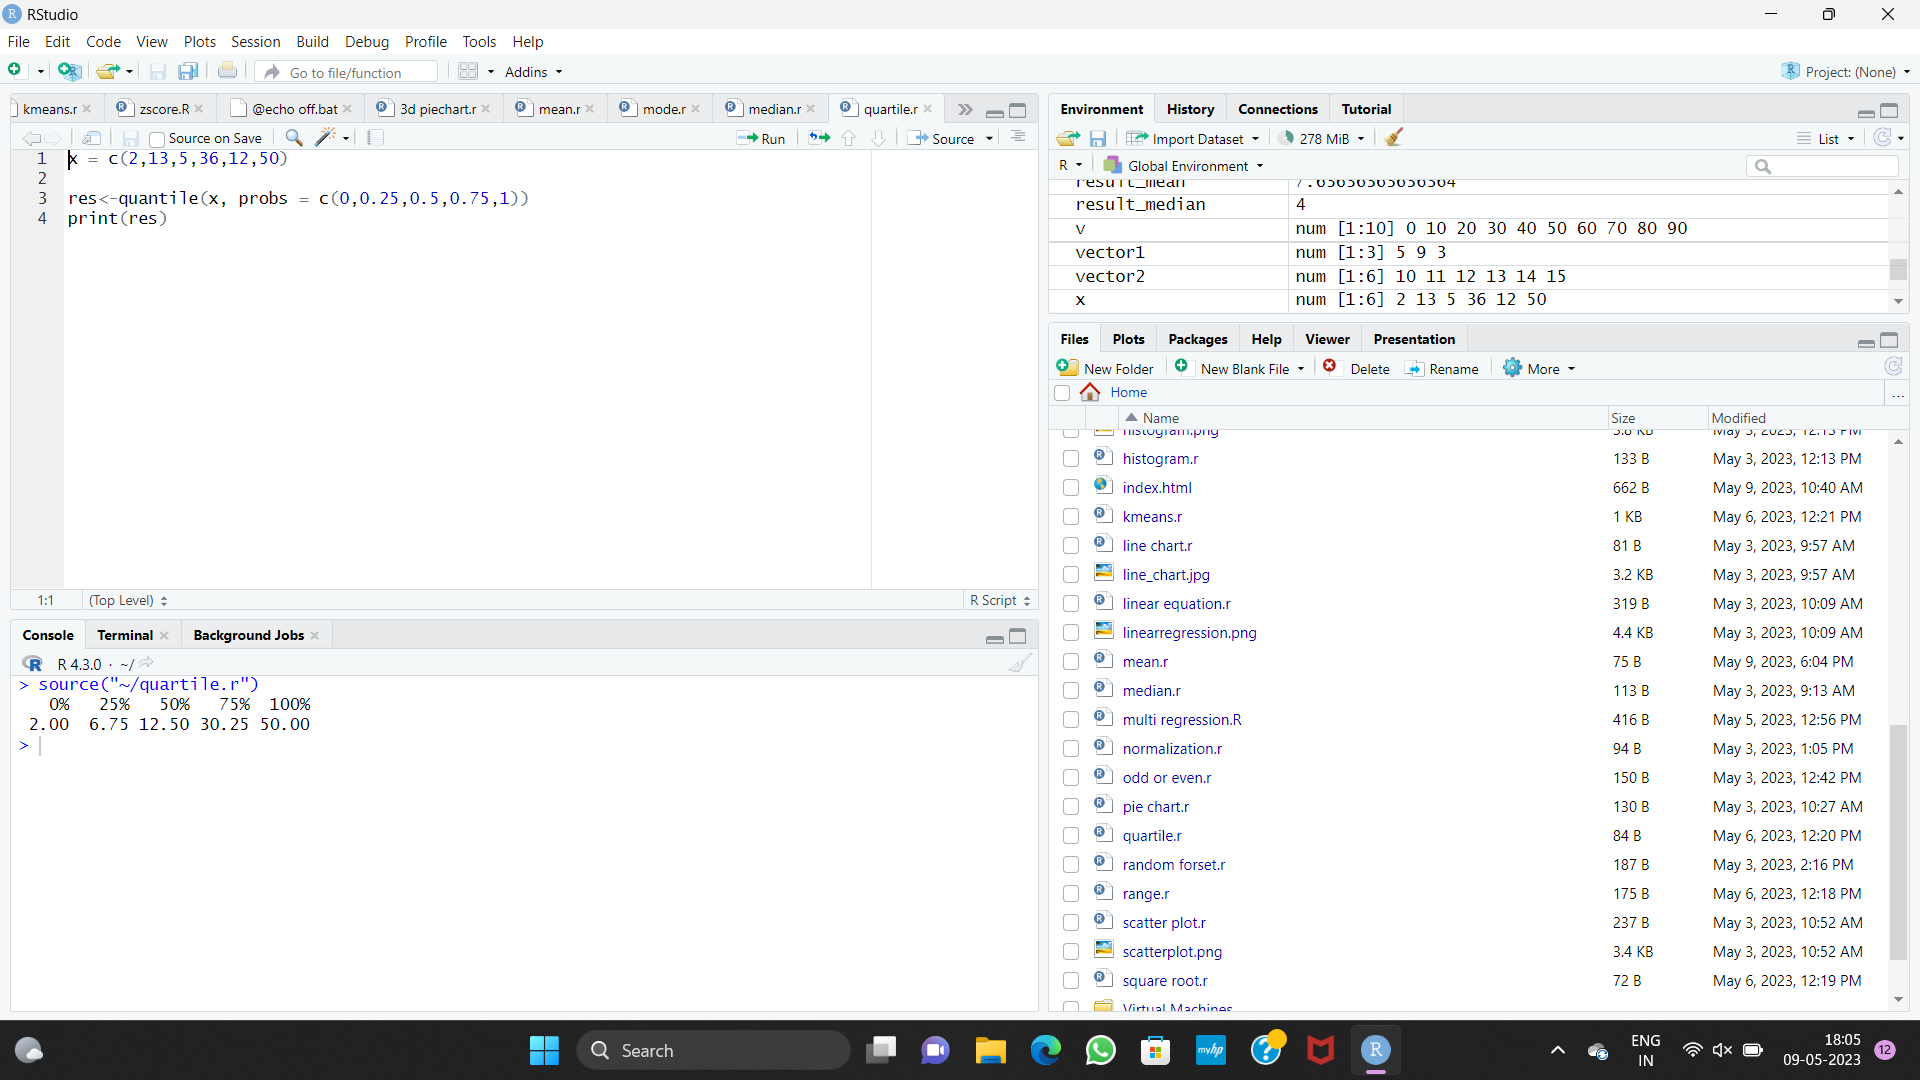 RStudio
File Edit Code View Plots Session Build Debug Profile Tools Help
Go to file/function Addins Project: (None)
kmeans.r zscore.R @echo off.bat 3d piechart.r mean.r mode.r median.r quartile.r
Source on Save Run Source
1 x = c(2,13,5,36,12,50)
2
3 res<-quantile(x, probs = c(0,0.25,0.5,0.75,1))
4 print(res)
1:1 (Top Level) R Script
Console Terminal Background Jobs
R 4.3.0 · ~/
> source("~/quartile.r")
0% 25% 50% 75% 100%
2.00 6.75 12.50 30.25 50.00
>
Environment History Connections Tutorial
Import Dataset 278 MiB List
R Global Environment
result_mean 7.63636363636364
result_median 4
v num [1:10] 0 10 20 30 40 50 60 70 80 90
vector1 num [1:3] 5 9 3
vector2 num [1:6] 10 11 12 13 14 15
x num [1:6] 2 13 5 36 12 50
Files Plots Packages Help Viewer Presentation
New Folder New Blank File Delete Rename More
Home ...
Name Size Modified
histogram.png 3.8 KB May 3, 2023, 12:13 PM
histogram.r 133 B May 3, 2023, 12:13 PM
index.html 662 B May 9, 2023, 10:40 AM
kmeans.r 1 KB May 6, 2023, 12:21 PM
line chart.r 81 B May 3, 2023, 9:57 AM
line_chart.jpg 3.2 KB May 3, 2023, 9:57 AM
linear equation.r 319 B May 3, 2023, 10:09 AM
linearregression.png 4.4 KB May 3, 2023, 10:09 AM
mean.r 75 B May 9, 2023, 6:04 PM
median.r 113 B May 3, 2023, 9:13 AM
multi regression.R 416 B May 5, 2023, 12:56 PM
normalization.r 94 B May 3, 2023, 1:05 PM
odd or even.r 150 B May 3, 2023, 12:42 PM
pie chart.r 130 B May 3, 2023, 10:27 AM
quartile.r 84 B May 6, 2023, 12:20 PM
random forset.r 187 B May 3, 2023, 2:16 PM
range.r 175 B May 6, 2023, 12:18 PM
scatter plot.r 237 B May 3, 2023, 10:52 AM
scatterplot.png 3.4 KB May 3, 2023, 10:52 AM
square root.r 72 B May 6, 2023, 12:19 PM
Virtual Machines
Search myhp R ENG IN 18:05 09-05-2023 12